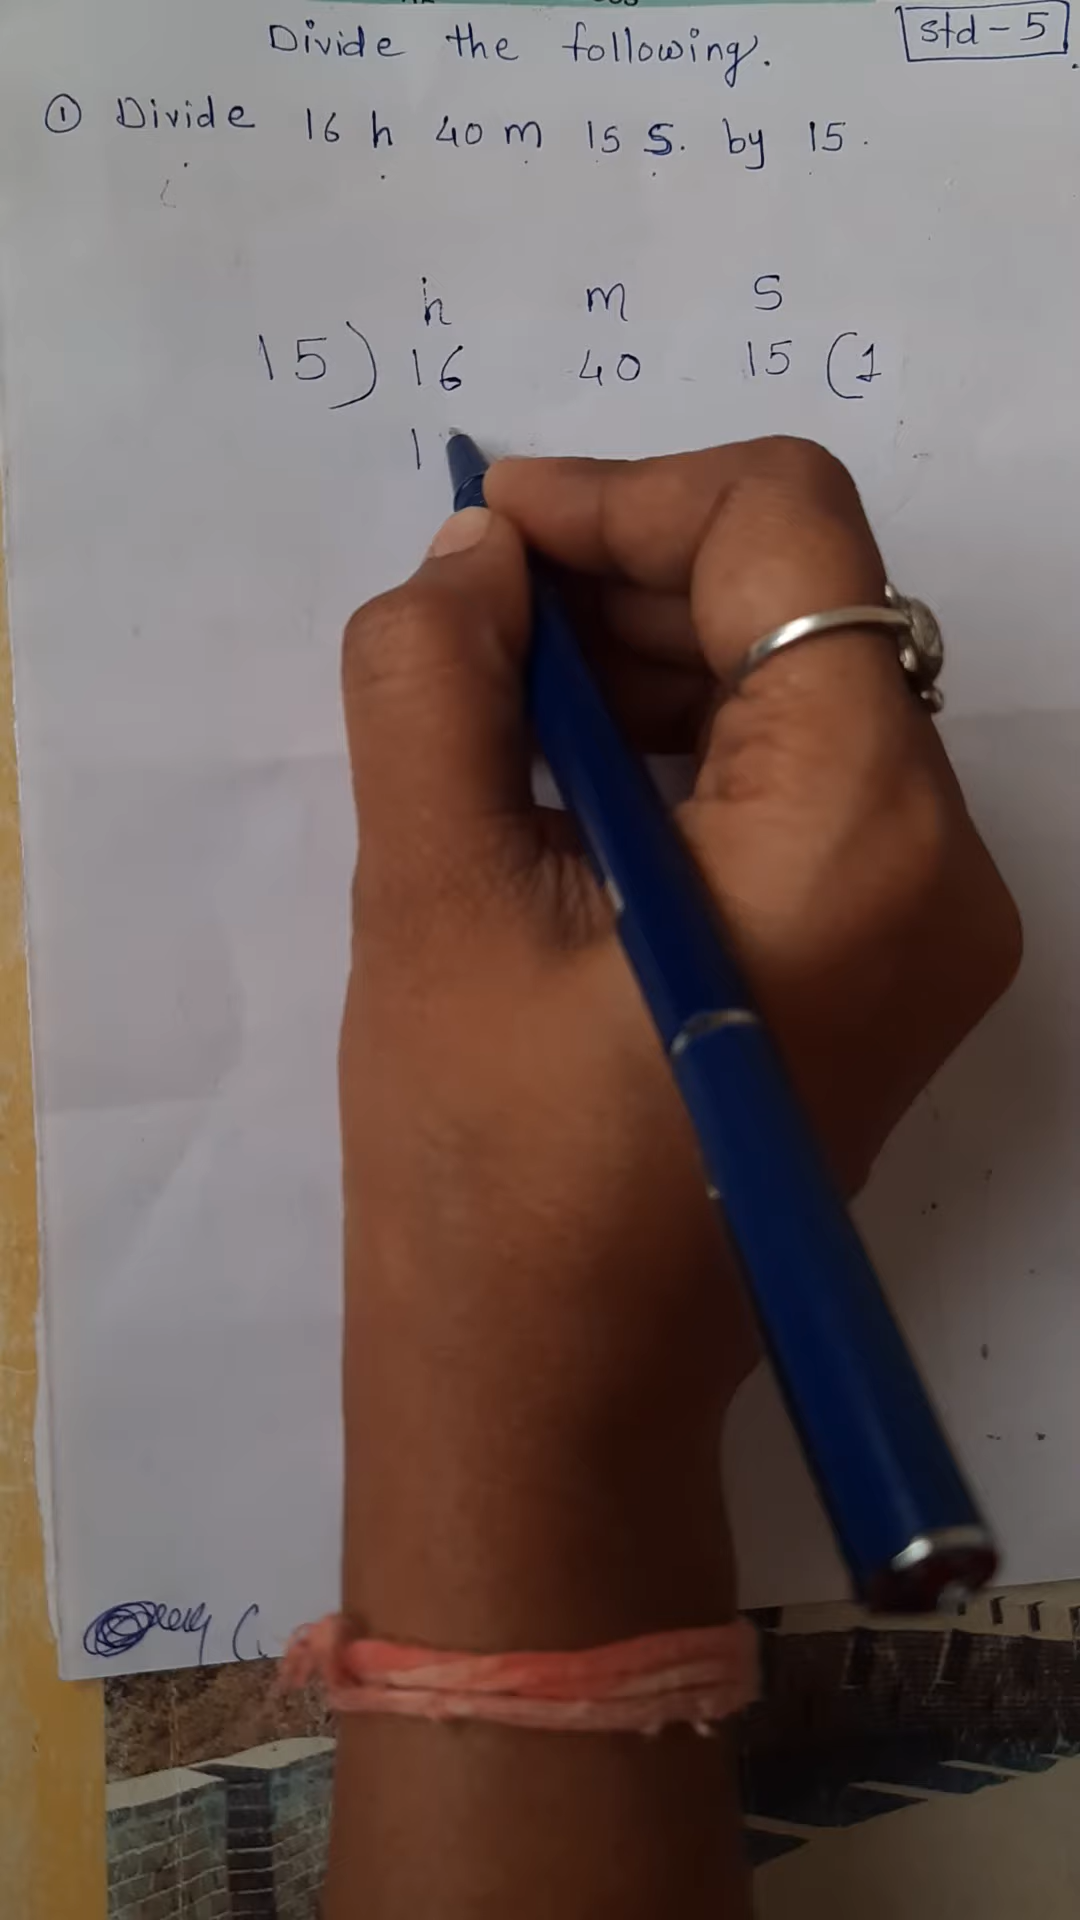 Divide the following.
std - 5
① Divide 16 h 40 m 15 S. by 15.
h m S
15) 16 40 15 (1
1